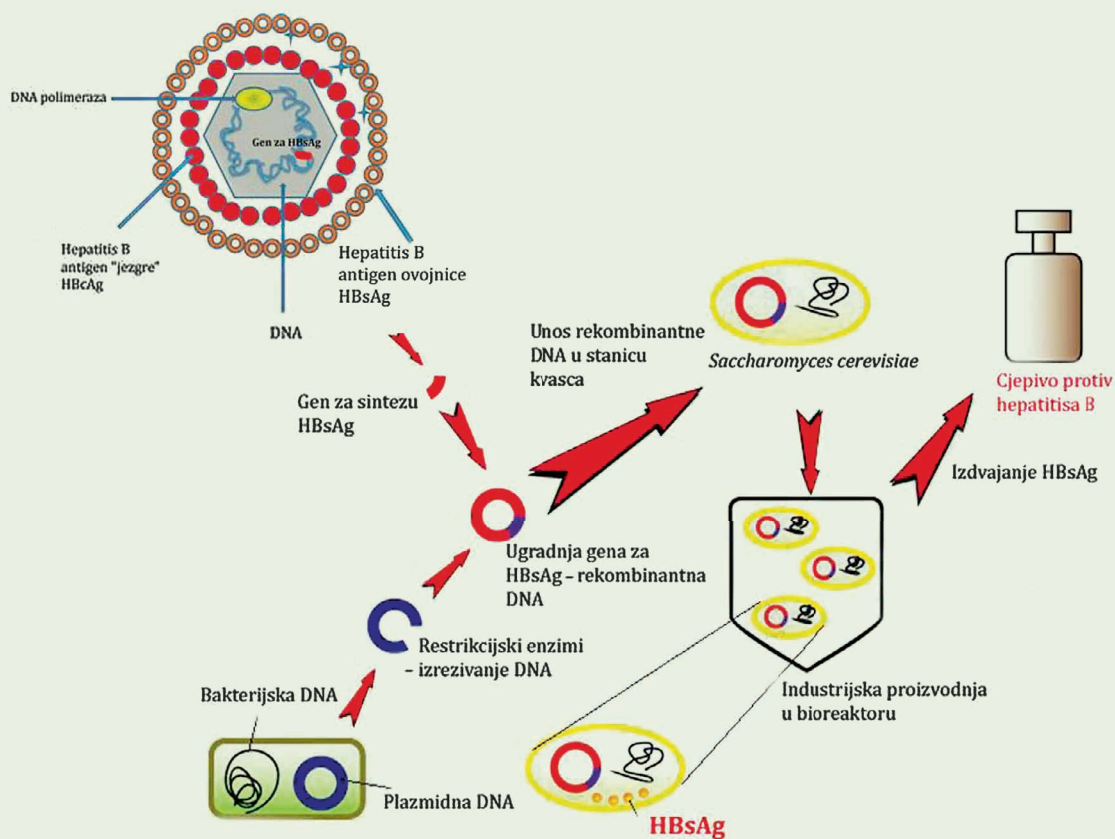 DNA polimeraza
Gen za HBsAg
Hepatitis B
antigen "jezgre"
HBcAg
Hepatitis B
antigen ovojnice
HBsAg
DNA
Gen za sintezu
HBsAg
Unos rekombinantne
DNA u stanicu
kvasca
Saccharomyces cerevisiae
Cjepivo protiv
hepatitisa B
Izdvajanje HBsAg
Ugradnja gena za
HBsAg – rekombinantna
DNA
Restrikcijski enzimi
– izrezivanje DNA
Bakterijska DNA
Plazmidna DNA
Industrijska proizvodnja
u bioreaktoru
HBsAg